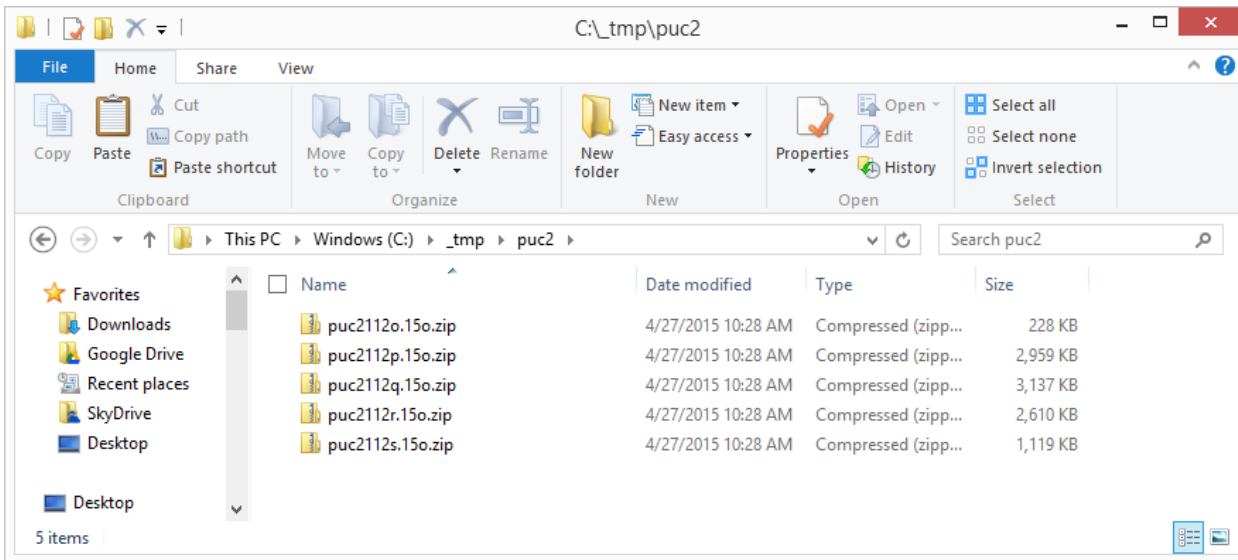 C:\_tmp\puc2
File Home Share View
Copy
Paste
Cut
Copy path
Paste shortcut
Clipboard
Move to
Copy to
Delete
Rename
Organize
New folder
New item
Easy access
New
Properties
Open
Edit
History
Open
Select all
Select none
Invert selection
Select
This PC Windows (C:) _tmp puc2
Search puc2
Favorites
Downloads
Google Drive
Recent places
SkyDrive
Desktop
Desktop
Name Date modified Type Size
puc2112o.15o.zip 4/27/2015 10:28 AM Compressed (zipp... 228 KB
puc2112p.15o.zip 4/27/2015 10:28 AM Compressed (zipp... 2,959 KB
puc2112q.15o.zip 4/27/2015 10:28 AM Compressed (zipp... 3,137 KB
puc2112r.15o.zip 4/27/2015 10:28 AM Compressed (zipp... 2,610 KB
puc2112s.15o.zip 4/27/2015 10:28 AM Compressed (zipp... 1,119 KB
5 items